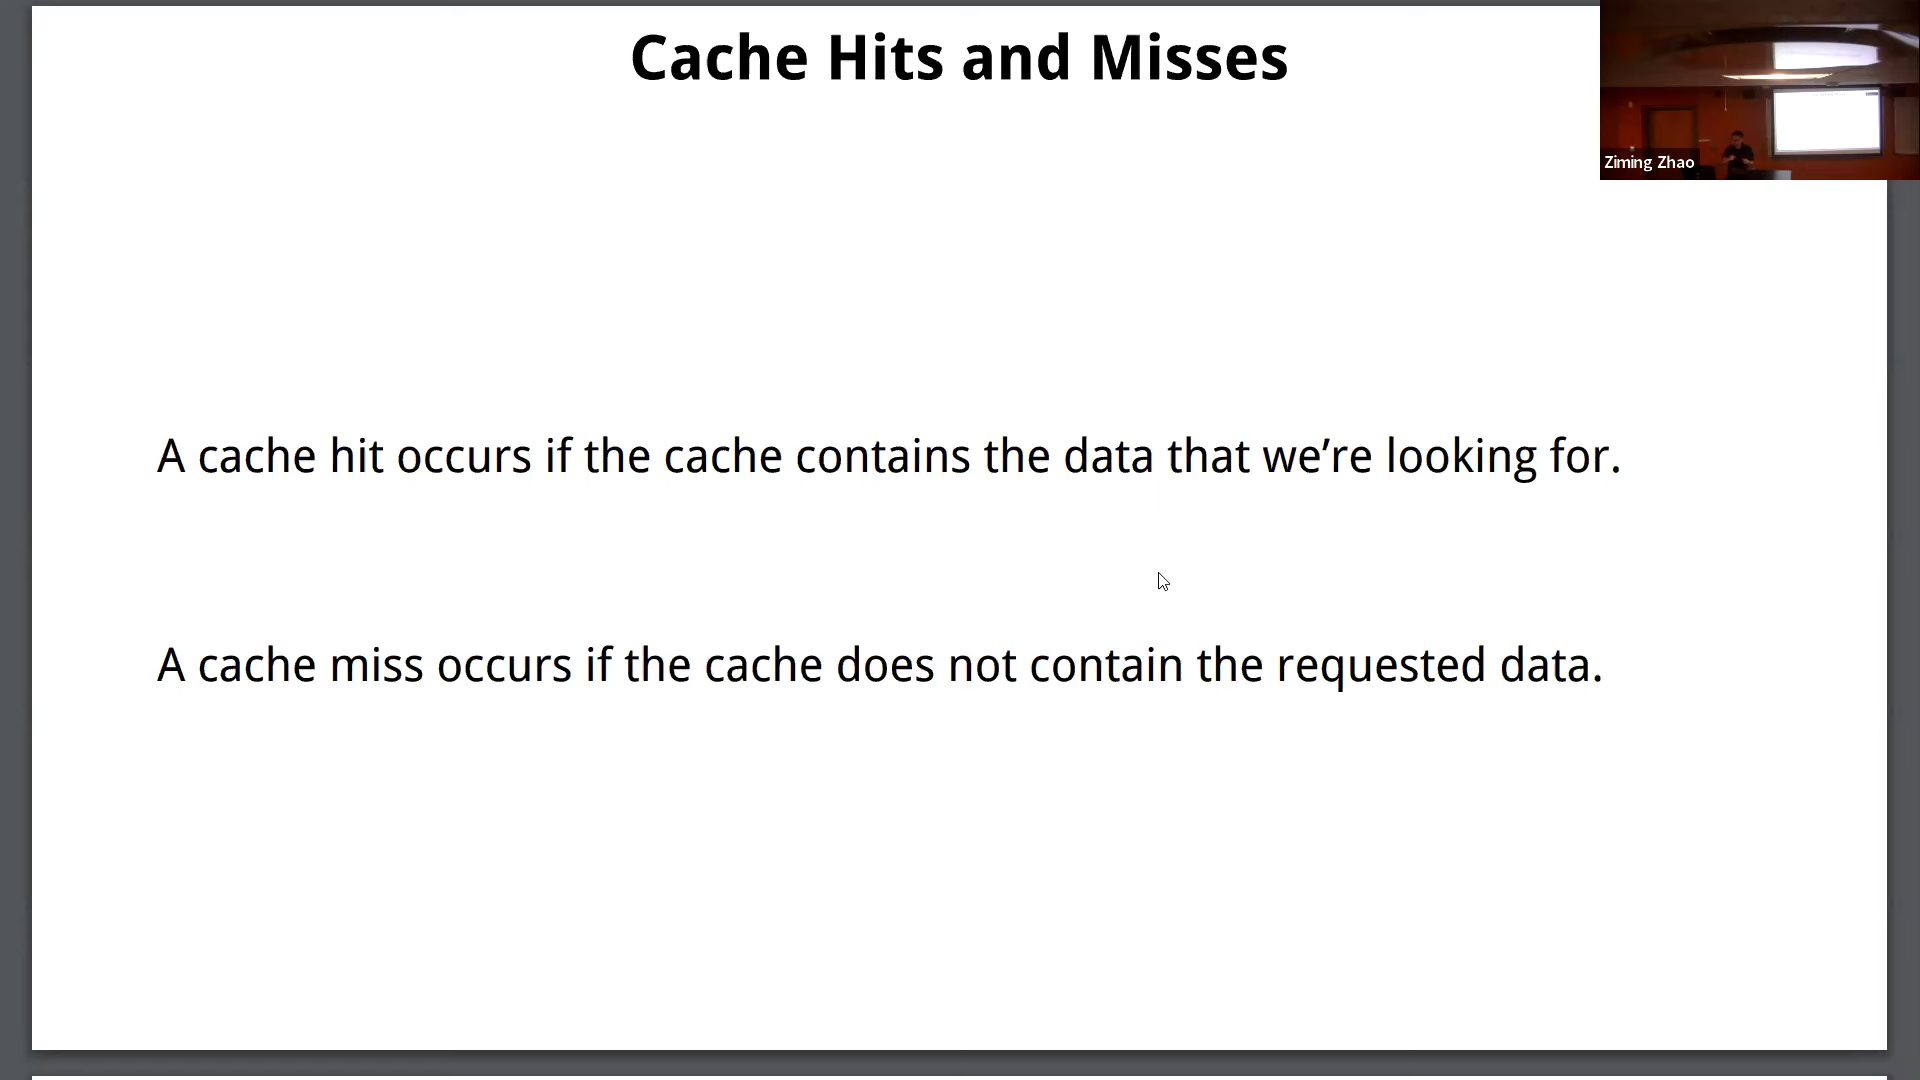 Cache Hits and Misses
Ziming Zhao
A cache hit occurs if the cache contains the data that we’re looking for.
A cache miss occurs if the cache does not contain the requested data.